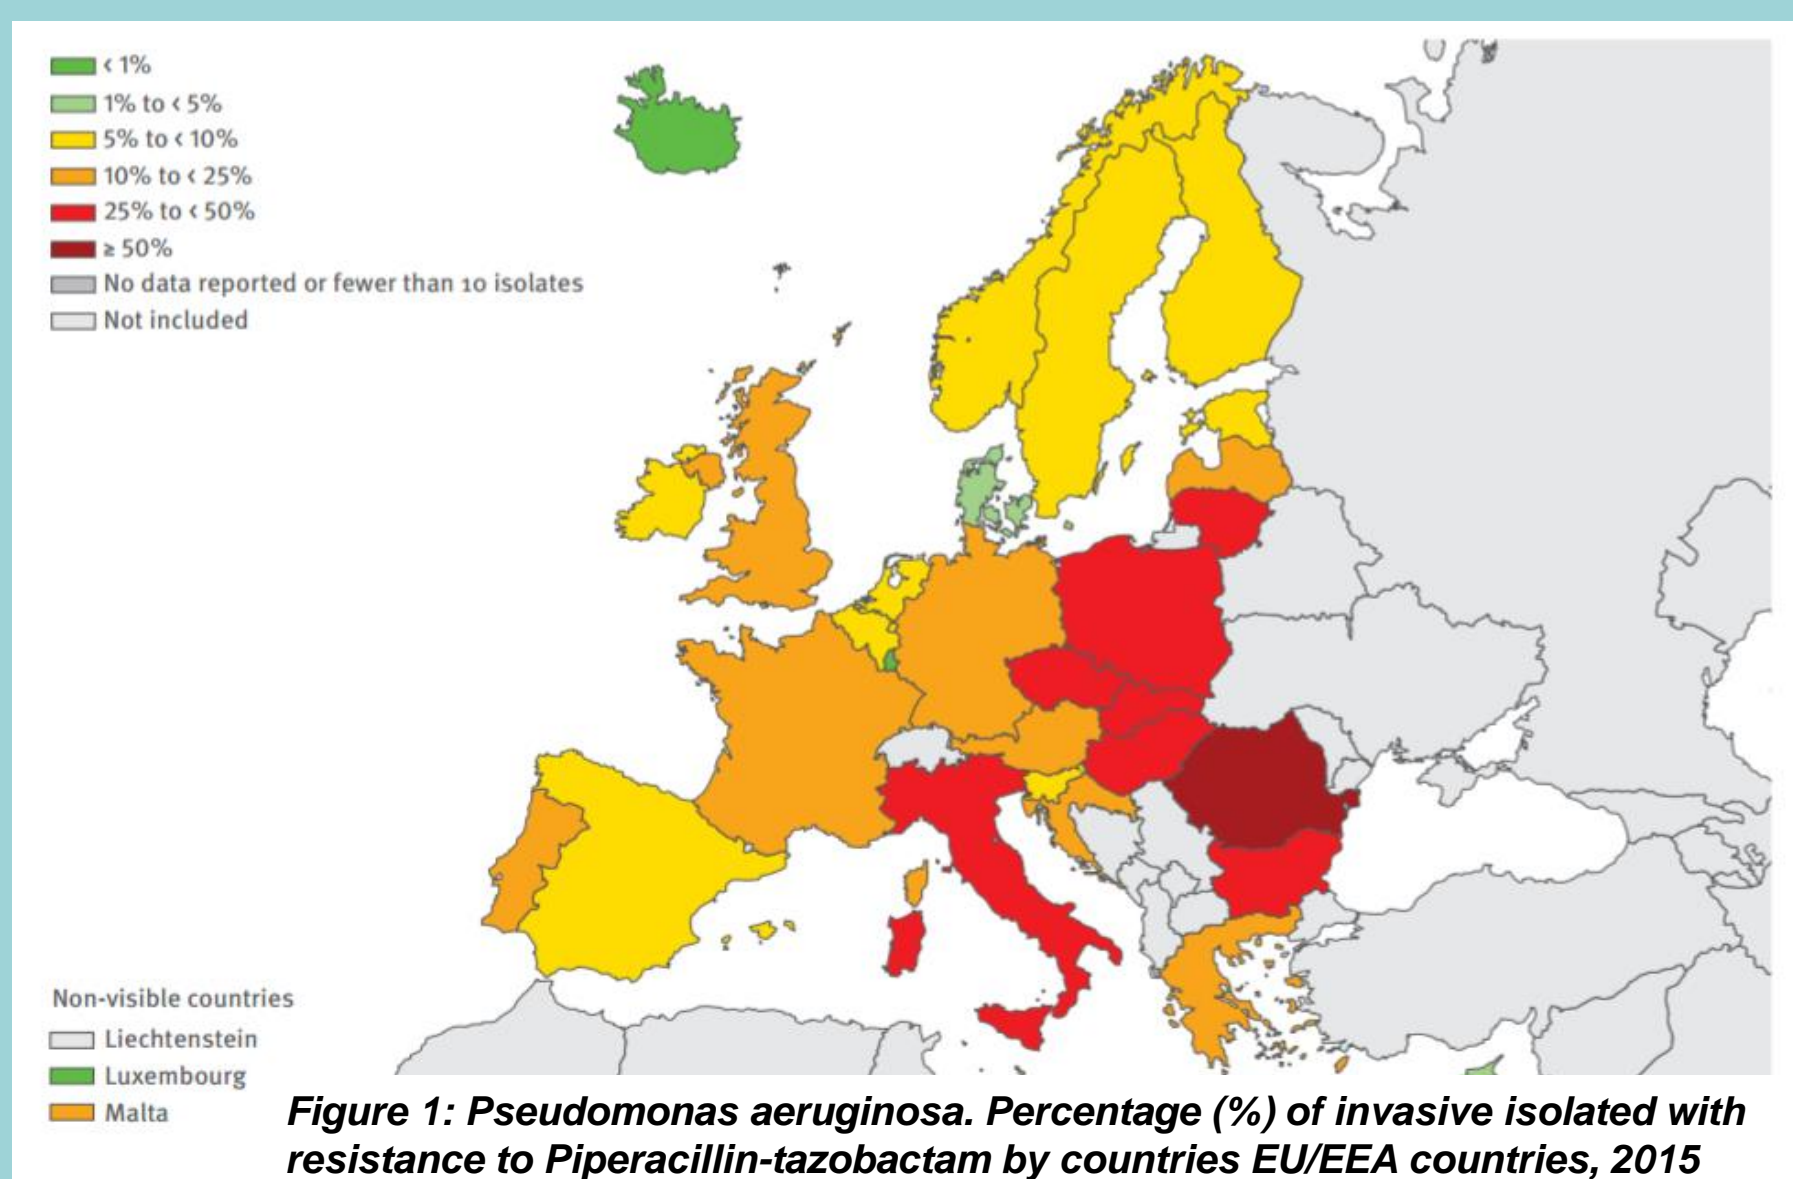 < 1%
1% to < 5%
5% to < 10%
10% to < 25%
25% to < 50%
≥ 50%
No data reported or fewer than 10 isolates
Not included
Non-visible countries
Liechtenstein
Luxembourg
Malta
Figure 1: Pseudomonas aeruginosa. Percentage (%) of invasive isolated with
resistance to Piperacillin-tazobactam by countries EU/EEA countries, 2015